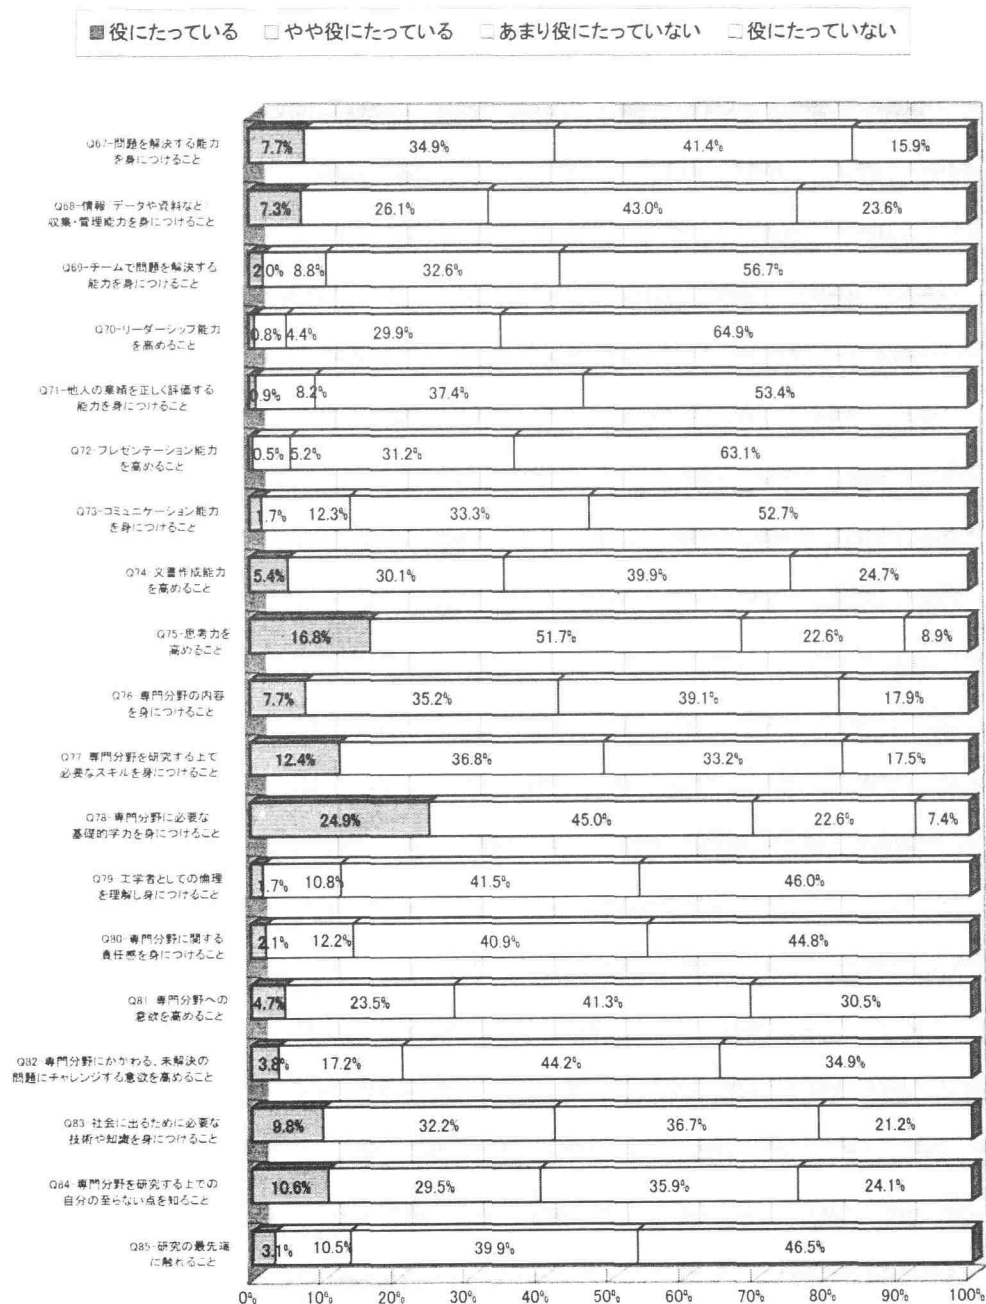 ■役にたっている □やや役にたっている □あまり役にたっていない □役にたっていない
Q67-問題を解決する能力
を身につけること
7.7% 34.9% 41.4% 15.9%
Q68-情報・データや資料など
収集・管理能力を身につけること
7.3% 26.1% 43.0% 23.6%
Q69-チームで問題を解決する
能力を身につけること
2.0% 8.8% 32.6% 56.7%
Q70-リーダーシップ能力
を高めること
0.8% 4.4% 29.9% 64.9%
Q71-他人の業績を正しく評価する
能力を身につけること
0.9% 8.2% 37.4% 53.4%
Q72-プレゼンテーション能力
を高めること
0.5% 5.2% 31.2% 63.1%
Q73-コミュニケーション能力
を身につけること
1.7% 12.3% 33.3% 52.7%
Q74-文書作成能力
を高めること
5.4% 30.1% 39.9% 24.7%
Q75-思考力を
高めること
16.8% 51.7% 22.6% 8.9%
Q76-専門分野の内容
を身につけること
7.7% 35.2% 39.1% 17.9%
Q77-専門分野を研究する上で
必要なスキルを身につけること
12.4% 36.8% 33.2% 17.5%
Q78-専門分野に必要な
基礎的学力を身につけること
24.9% 45.0% 22.6% 7.4%
Q79-工学者としての倫理
を理解し身につけること
1.7% 10.8% 41.5% 46.0%
Q80-専門分野に関する
責任感を身につけること
2.1% 12.2% 40.9% 44.8%
Q81-専門分野への
意欲を高めること
4.7% 23.5% 41.3% 30.5%
Q82-専門分野にかかわる、未解決の
問題にチャレンジする意欲を高めること
3.8% 17.2% 44.2% 34.9%
Q83-社会に出るために必要な
技術や知識を身につけること
9.8% 32.2% 36.7% 21.2%
Q84-専門分野を研究する上での
自分の至らない点を知ること
10.6% 29.5% 35.9% 24.1%
Q85-研究の最先端
に触れること
3.1% 10.5% 39.9% 46.5%
0% 10% 20% 30% 40% 50% 60% 70% 80% 90% 100%